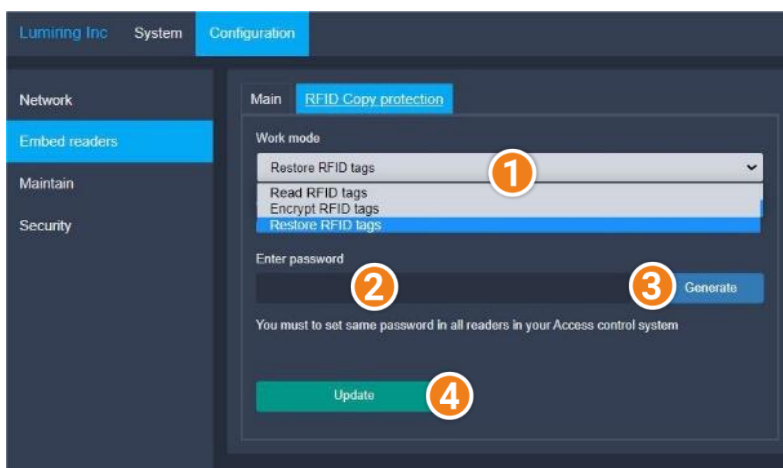 Lumiring Inc System Configuration
Network
Embed readers
Maintain
Security
Main RFID Copy protection
Work mode
Restore RFID tags 1
Read RFID tags
Encrypt RFID tags
Restore RFID tags
Enter password
2 3 Generate
You must to set same password in all readers in your Access control system
Update 4